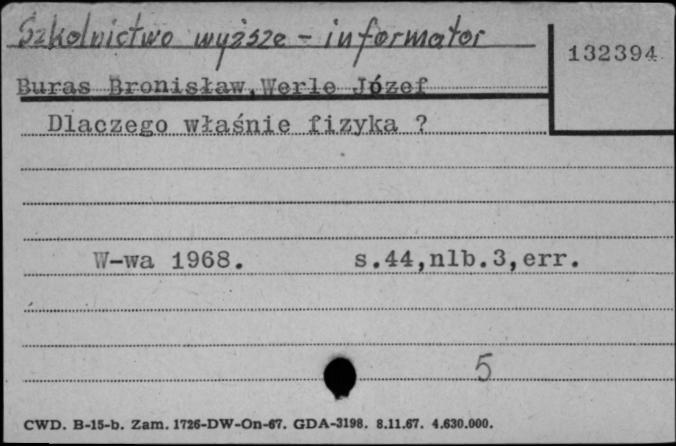 Szkolnictwo wyższe - informator
132394
Buras Bronisław,Werle Józef
Dlaczego właśnie fizyka ?
W-wa 1968. s.44,nlb.3,err.
5
CWD. B-15-b. Zam. 1726-DW-On-67. GDA-3198. 8.11.67. 4.630.000.